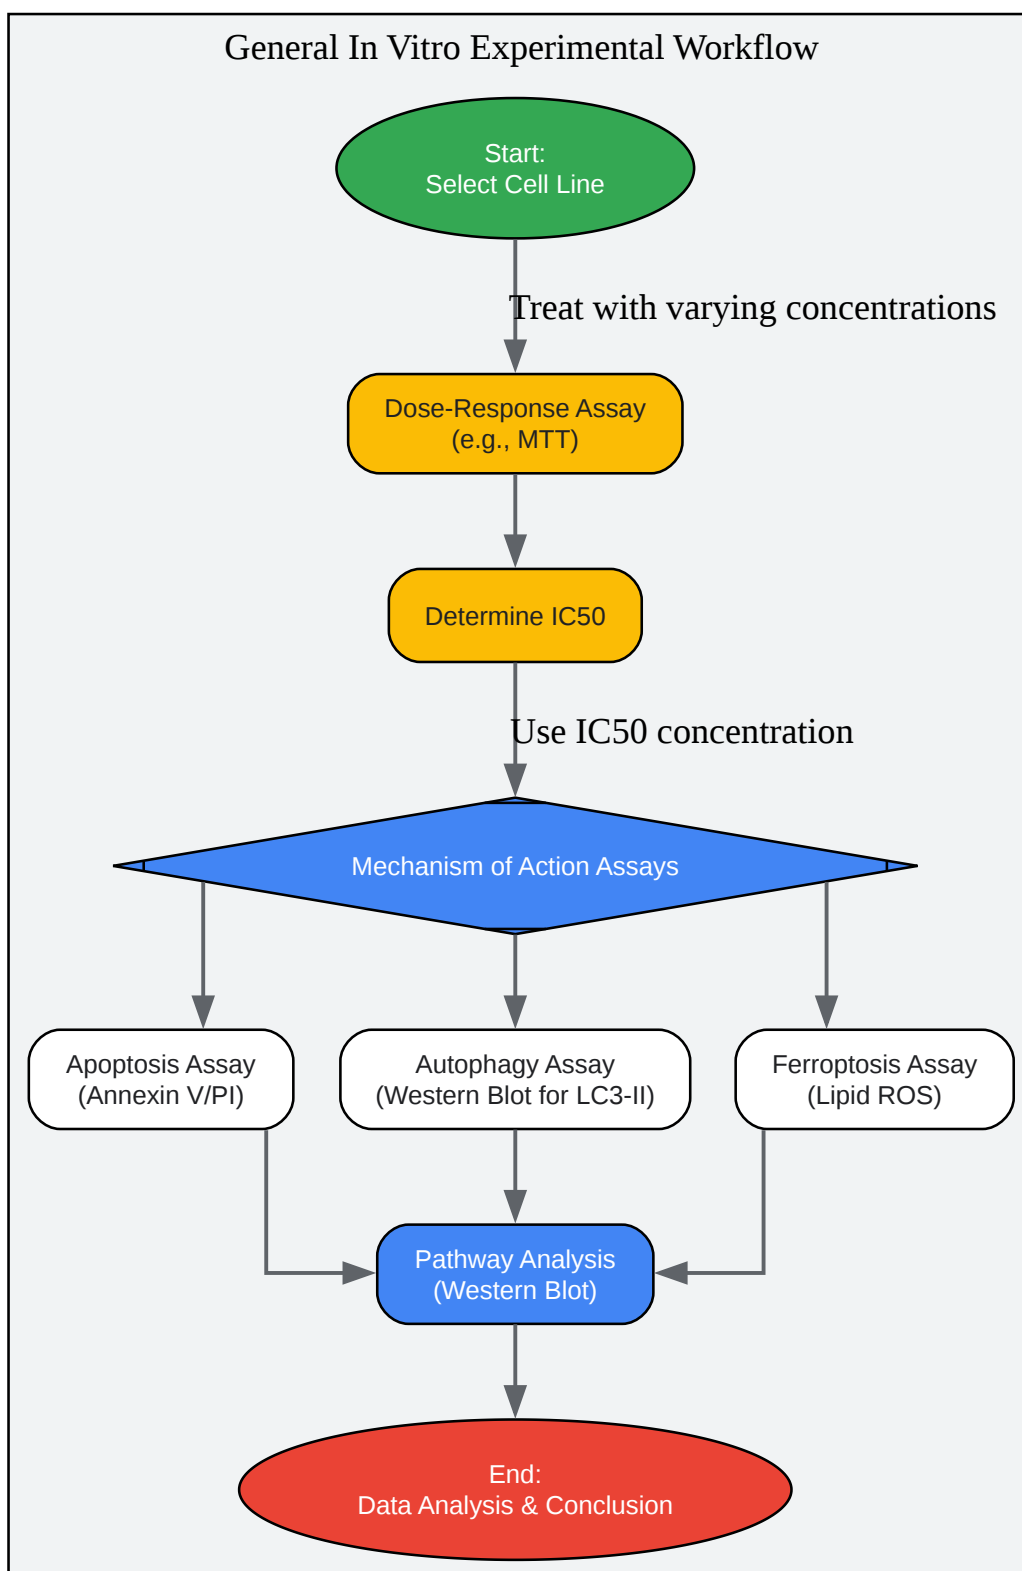 General In Vitro Experimental Workflow
Start:
Select Cell Line
Treat with varying concentrations
Dose-Response Assay
(e.g., MTT)
Determine IC50
Use IC50 concentration
Mechanism of Action Assays
Apoptosis Assay
(Annexin V/PI)
Autophagy Assay
(Western Blot for LC3-II)
Ferroptosis Assay
(Lipid ROS)
Pathway Analysis
(Western Blot)
End:
Data Analysis & Conclusion